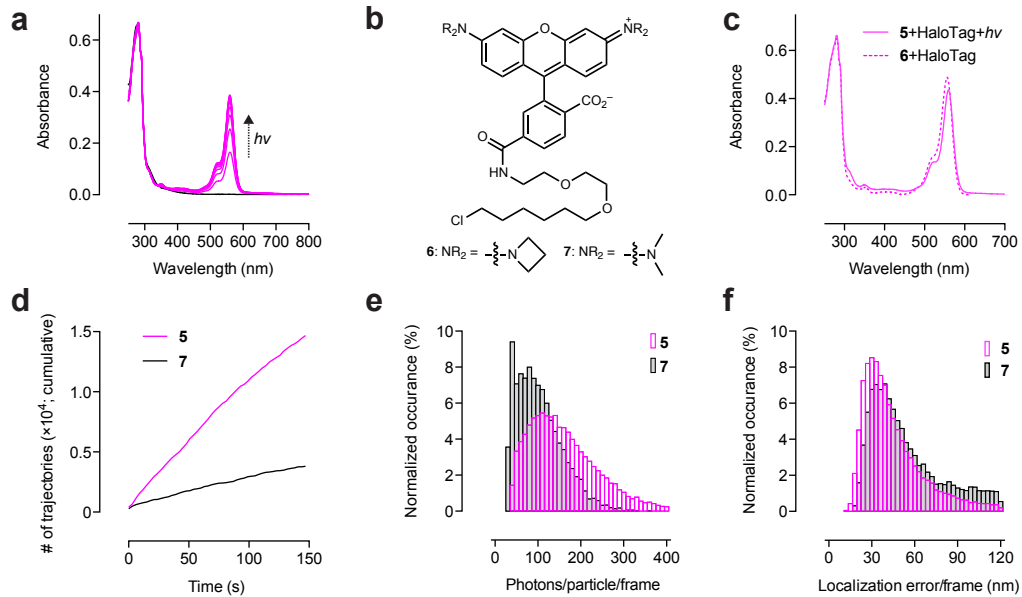 a
Absorbance
0.6
0.4
0.2
0.0
hv
300 400 500 600 700 800
Wavelength (nm)
b
R₂N
O
N⁺
R₂
CO₂⁻
O
HN
O
Cl
O
6: NR₂ =
N
7: NR₂ =
N
c
Absorbance
0.6
0.4
0.2
0.0
5+HaloTag+hv
6+HaloTag
300 400 500 600 700
Wavelength (nm)
d
# of trajectories (×10⁴; cumulative)
1.5
1.0
0.5
0
5
7
0 50 100 150
Time (s)
e
Normalized occurance (%)
10
8
6
4
2
0
5
7
0 100 200 300 400
Photons/particle/frame
f
Normalized occurance (%)
10
8
6
4
2
0
5
7
0 30 60 90 120
Localization error/frame (nm)